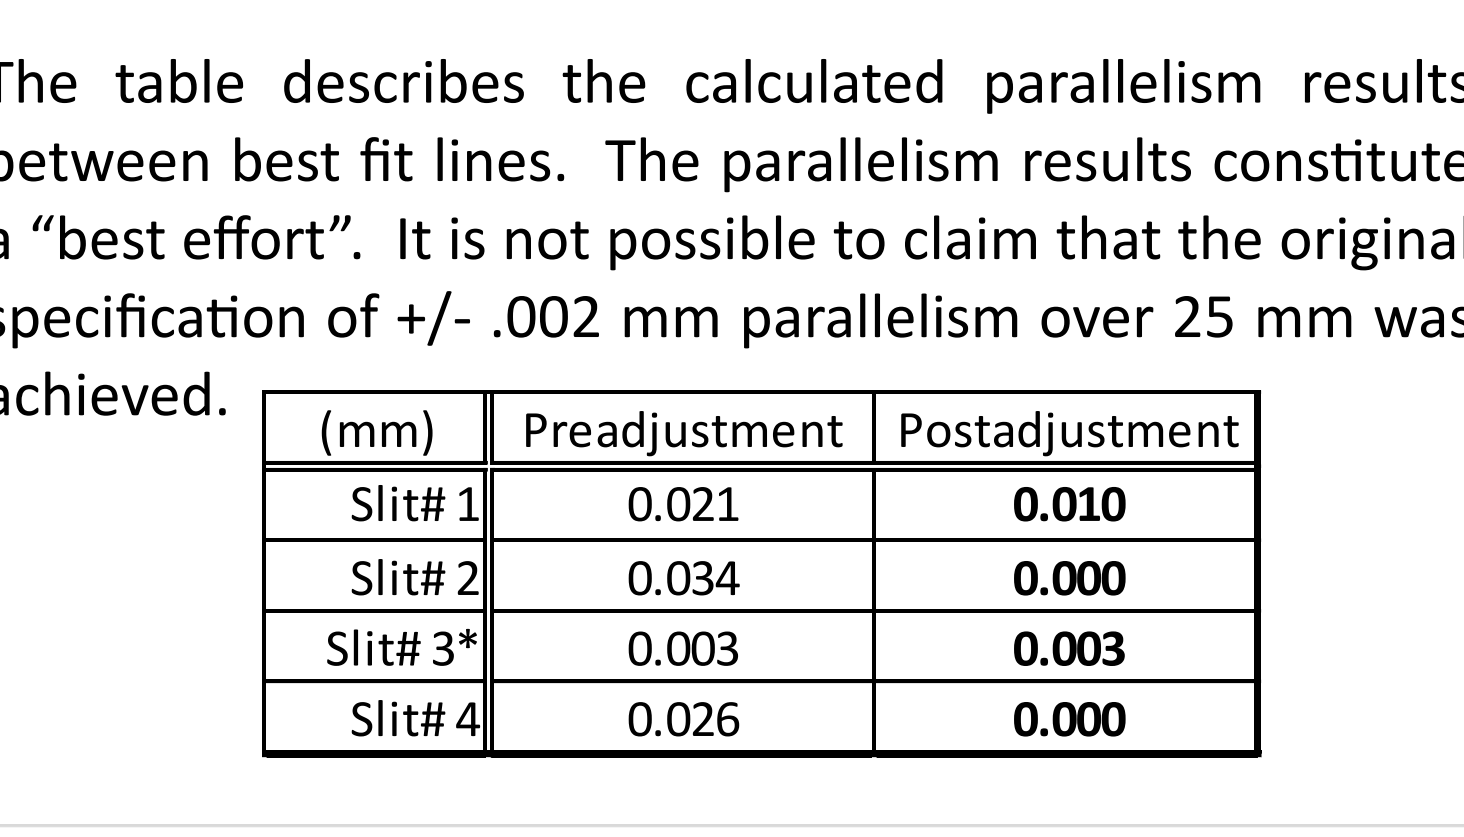 The table describes the calculated parallelism results
between best fit lines. The parallelism results constitute
a “best effort”. It is not possible to claim that the original
specification of +/- .002 mm parallelism over 25 mm was
achieved.
(mm) Preadjustment Postadjustment
Slit# 1 0.021 0.010
Slit# 2 0.034 0.000
Slit# 3* 0.003 0.003
Slit# 4 0.026 0.000